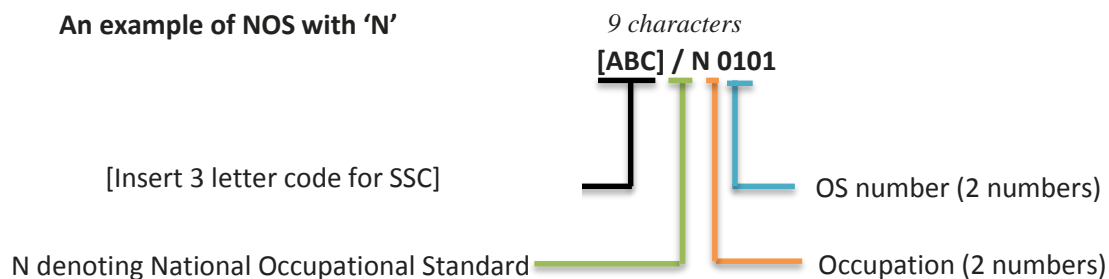 An example of NOS with ‘N’
9 characters
[ABC] / N 0101
[Insert 3 letter code for SSC]
OS number (2 numbers)
N denoting National Occupational Standard
Occupation (2 numbers)